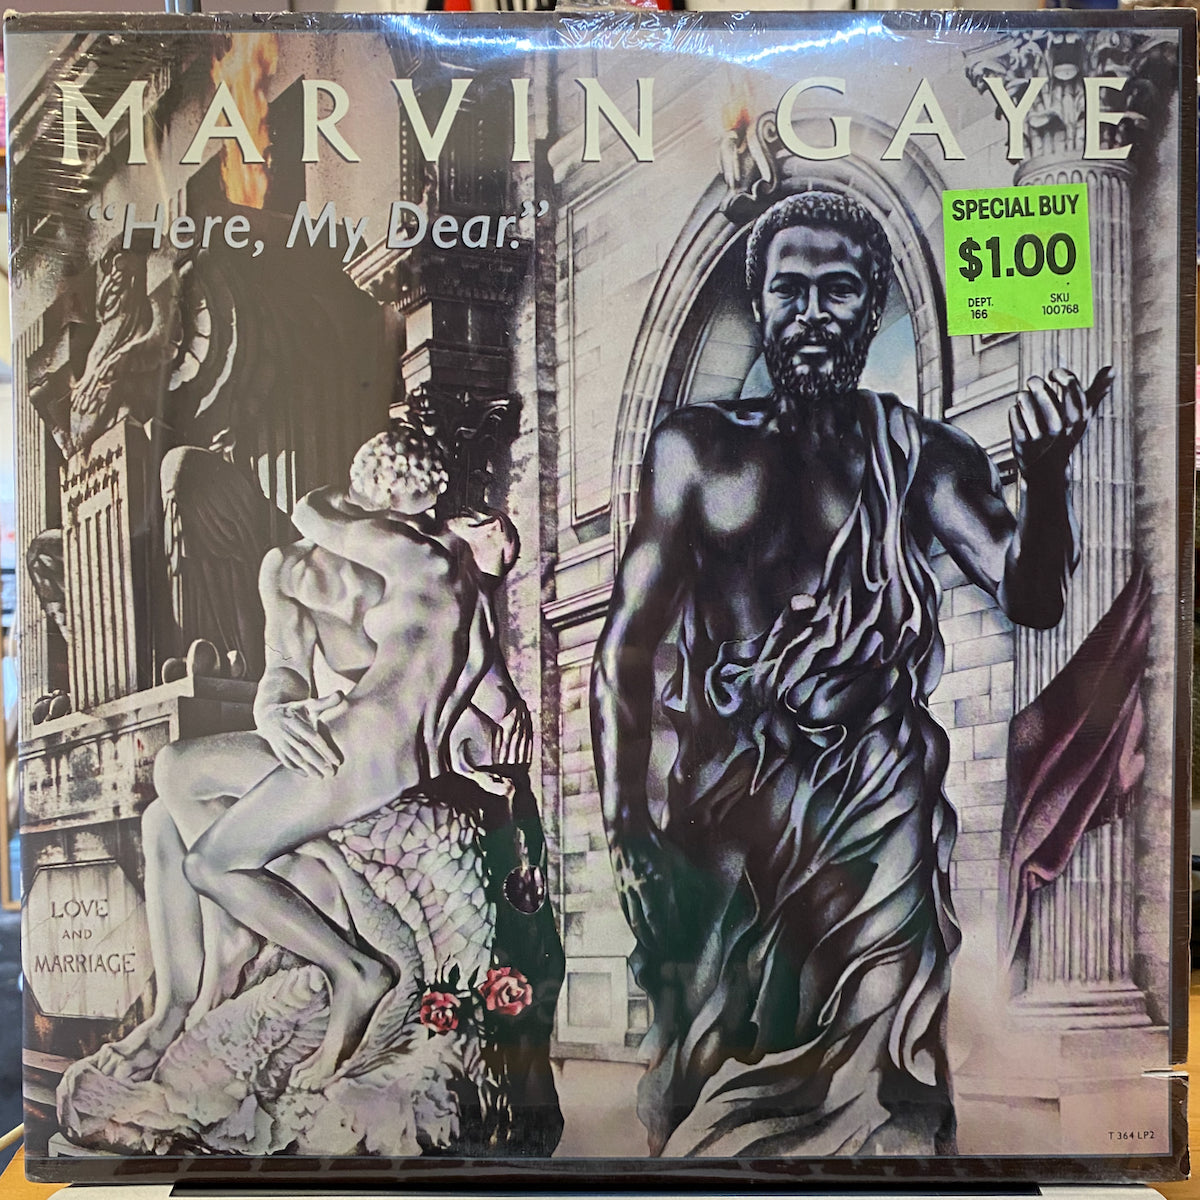 MARVIN GAYE
“Here, My Dear.”
SPECIAL BUY
$1.00
DEPT. SKU
166 100768
LOVE
AND
MARRIAGE
T 364 LP2